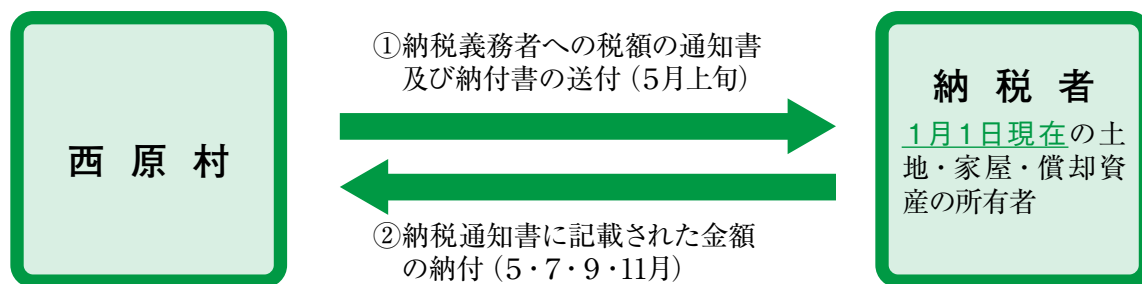 西原村
①納税義務者への税額の通知書
及び納付書の送付（5月上旬）
②納税通知書に記載された金額
の納付（5・7・9・11月）
納税者
1月1日現在の土
地・家屋・償却資
産の所有者